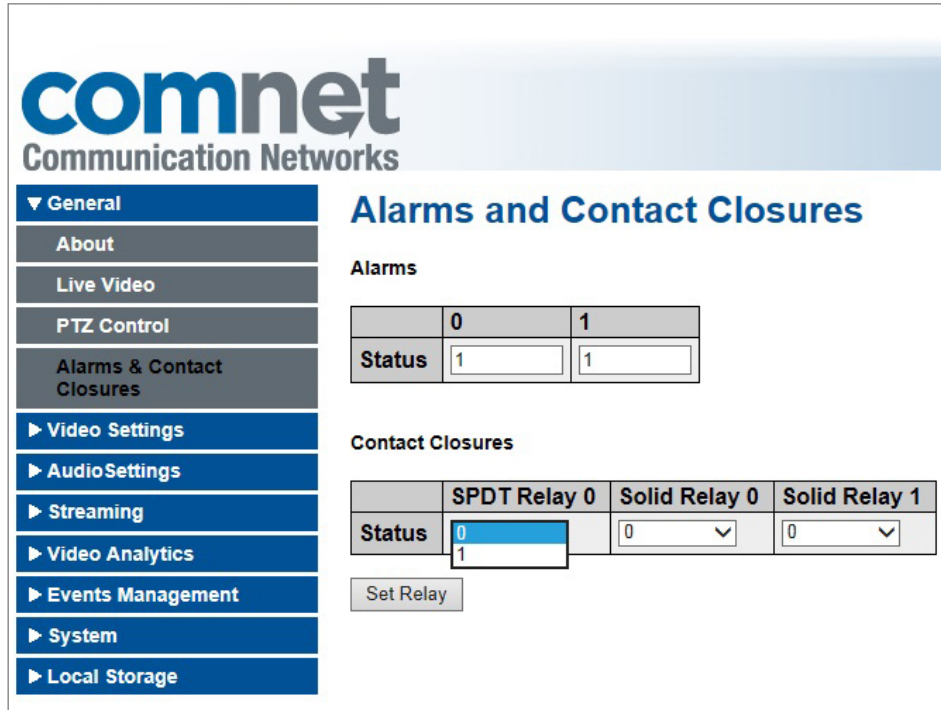 comnet
Communication Networks
General
About
Live Video
PTZ Control
Alarms & Contact
Closures
Video Settings
AudioSettings
Streaming
Video Analytics
Events Management
System
Local Storage
Alarms and Contact Closures
Alarms
0 1
Status 1 1
Contact Closures
SPDT Relay 0 Solid Relay 0 Solid Relay 1
Status 0 0 0
1
Set Relay